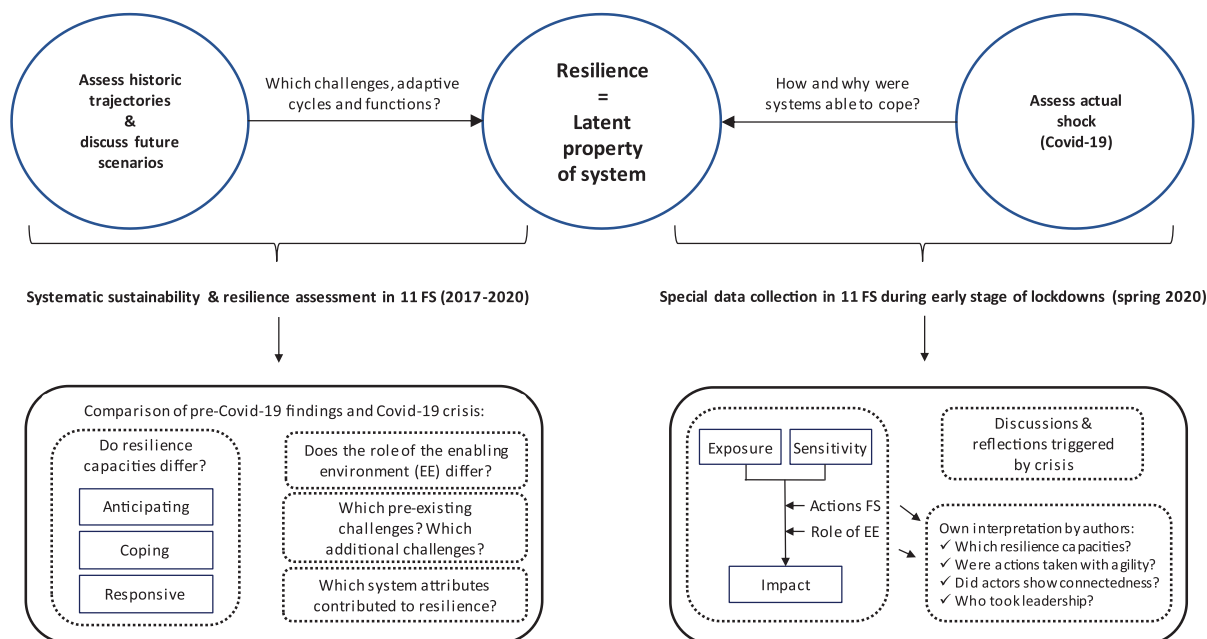 Assess historic
trajectories
&
discuss future
scenarios
Which challenges, adaptive
cycles and functions?
Resilience
=
Latent
property
of system
How and why were
systems able to cope?
Assess actual
shock
(Covid-19)
Systematic sustainability & resilience assessment in 11 FS (2017-2020)
Special data collection in 11 FS during early stage of lockdowns (spring 2020)
Comparison of pre-Covid-19 findings and Covid-19 crisis:
Do resilience
capacities differ?
Anticipating
Coping
Responsive
Does the role of the enabling
environment (EE) differ?
Which pre-existing
challenges? Which
additional challenges?
Which system attributes
contributed to resilience?
Exposure
Sensitivity
Actions FS
Role of EE
Impact
Discussions &
reflections triggered
by crisis
Own interpretation by authors:
✓ Which resilience capacities?
✓ Were actions taken with agility?
✓ Did actors show connectedness?
✓ Who took leadership?